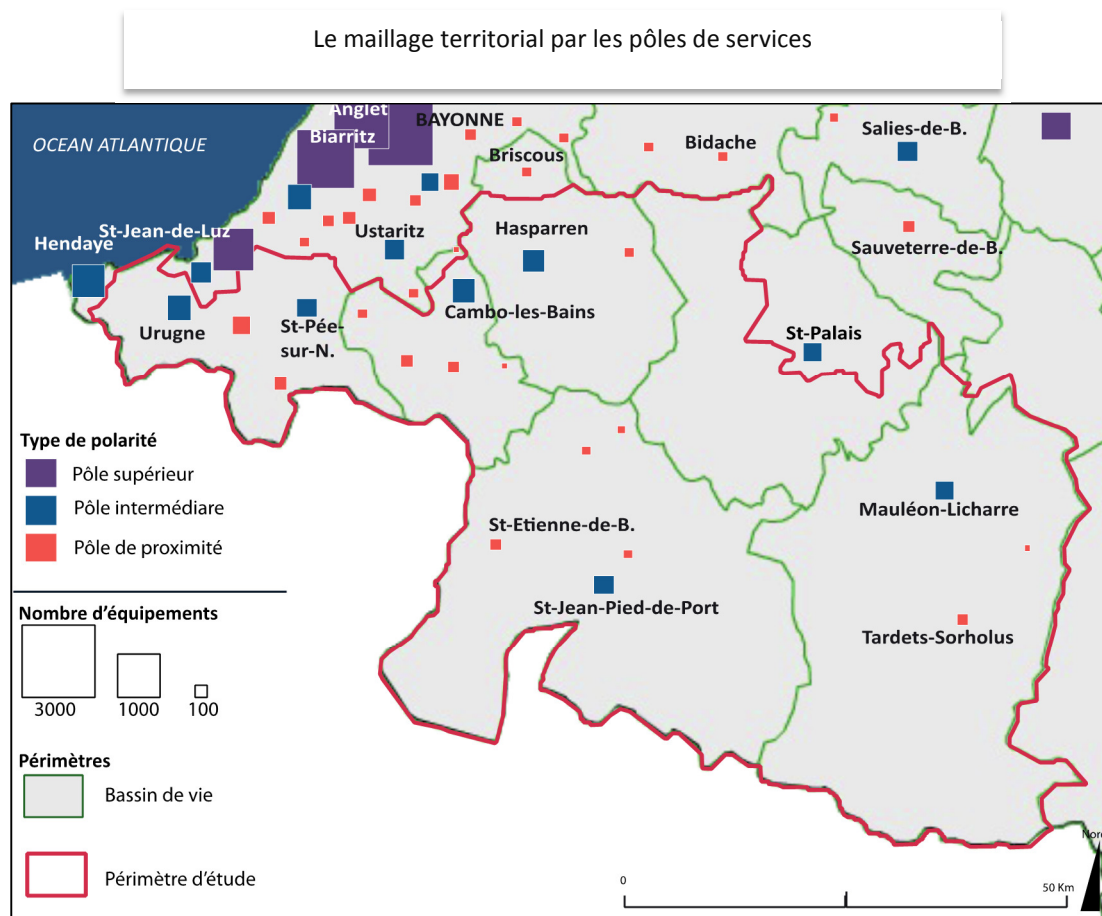 Le maillage territorial par les pôles de services
Anglet
BAYONNE
Biarritz
OCEAN ATLANTIQUE
Salies-de-B.
Bidache
Briscous
St-Jean-de-Luz
Hendaye
Ustaritz
Hasparren
Sauveterre-de-B.
Urugne
St-Pée-
sur-N.
Cambo-les-Bains
St-Palais
Type de polarité
Pôle supérieur
Pôle intermédiare
Pôle de proximité
Mauléon-Licharre
St-Etienne-de-B.
St-Jean-Pied-de-Port
Tardets-Sorholus
Nombre d'équipements
3000
1000
100
Périmètres
Bassin de vie
Périmètre d'étude
0
50 Km